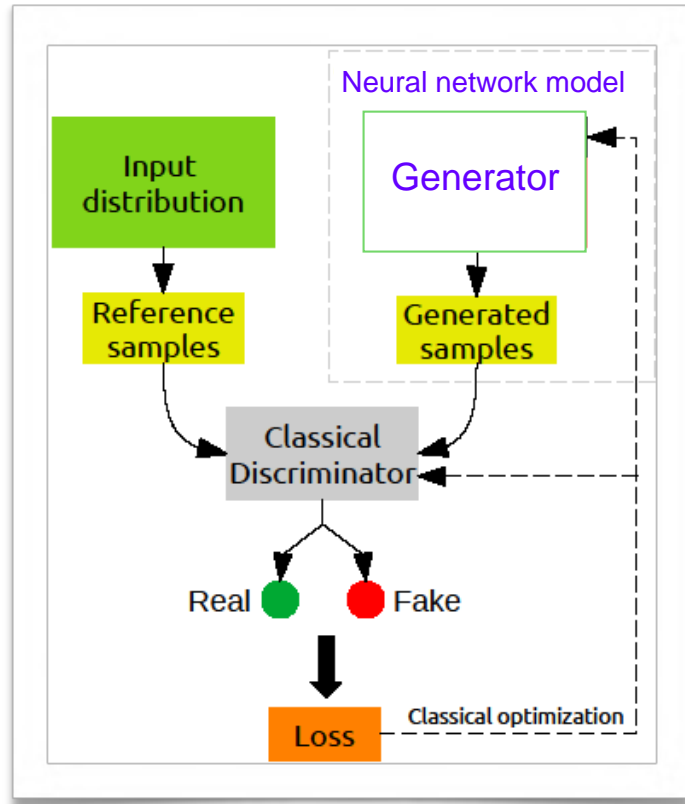 Neural network model
Input
distribution
Generator
Reference
samples
Generated
samples
Classical
Discriminator
Real
Fake
Loss
Classical optimization